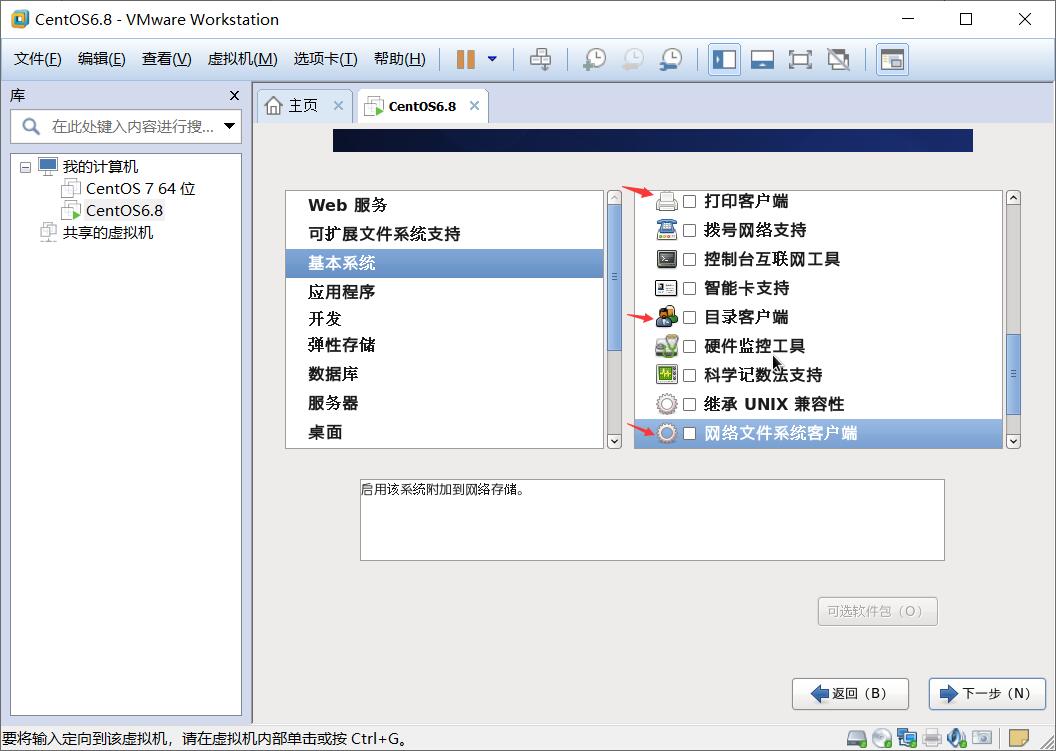 CentOS6.8 - VMware Workstation
文件(F) 编辑(E) 查看(V) 虚拟机(M) 选项卡(T) 帮助(H)
库
在此处键入内容进行搜...
我的计算机
CentOS 7 64 位
CentOS6.8
共享的虚拟机
主页
CentOS6.8
Web 服务
可扩展文件系统支持
基本系统
应用程序
开发
弹性存储
数据库
服务器
桌面
打印客户端
拨号网络支持
控制台互联网工具
智能卡支持
目录客户端
硬件监控工具
科学记数法支持
继承 UNIX 兼容性
网络文件系统客户端
启用该系统附加到网络存储。
可选软件包（O）
返回（B）
下一步（N）
要将输入定向到该虚拟机，请在虚拟机内部单击或按 Ctrl+G。